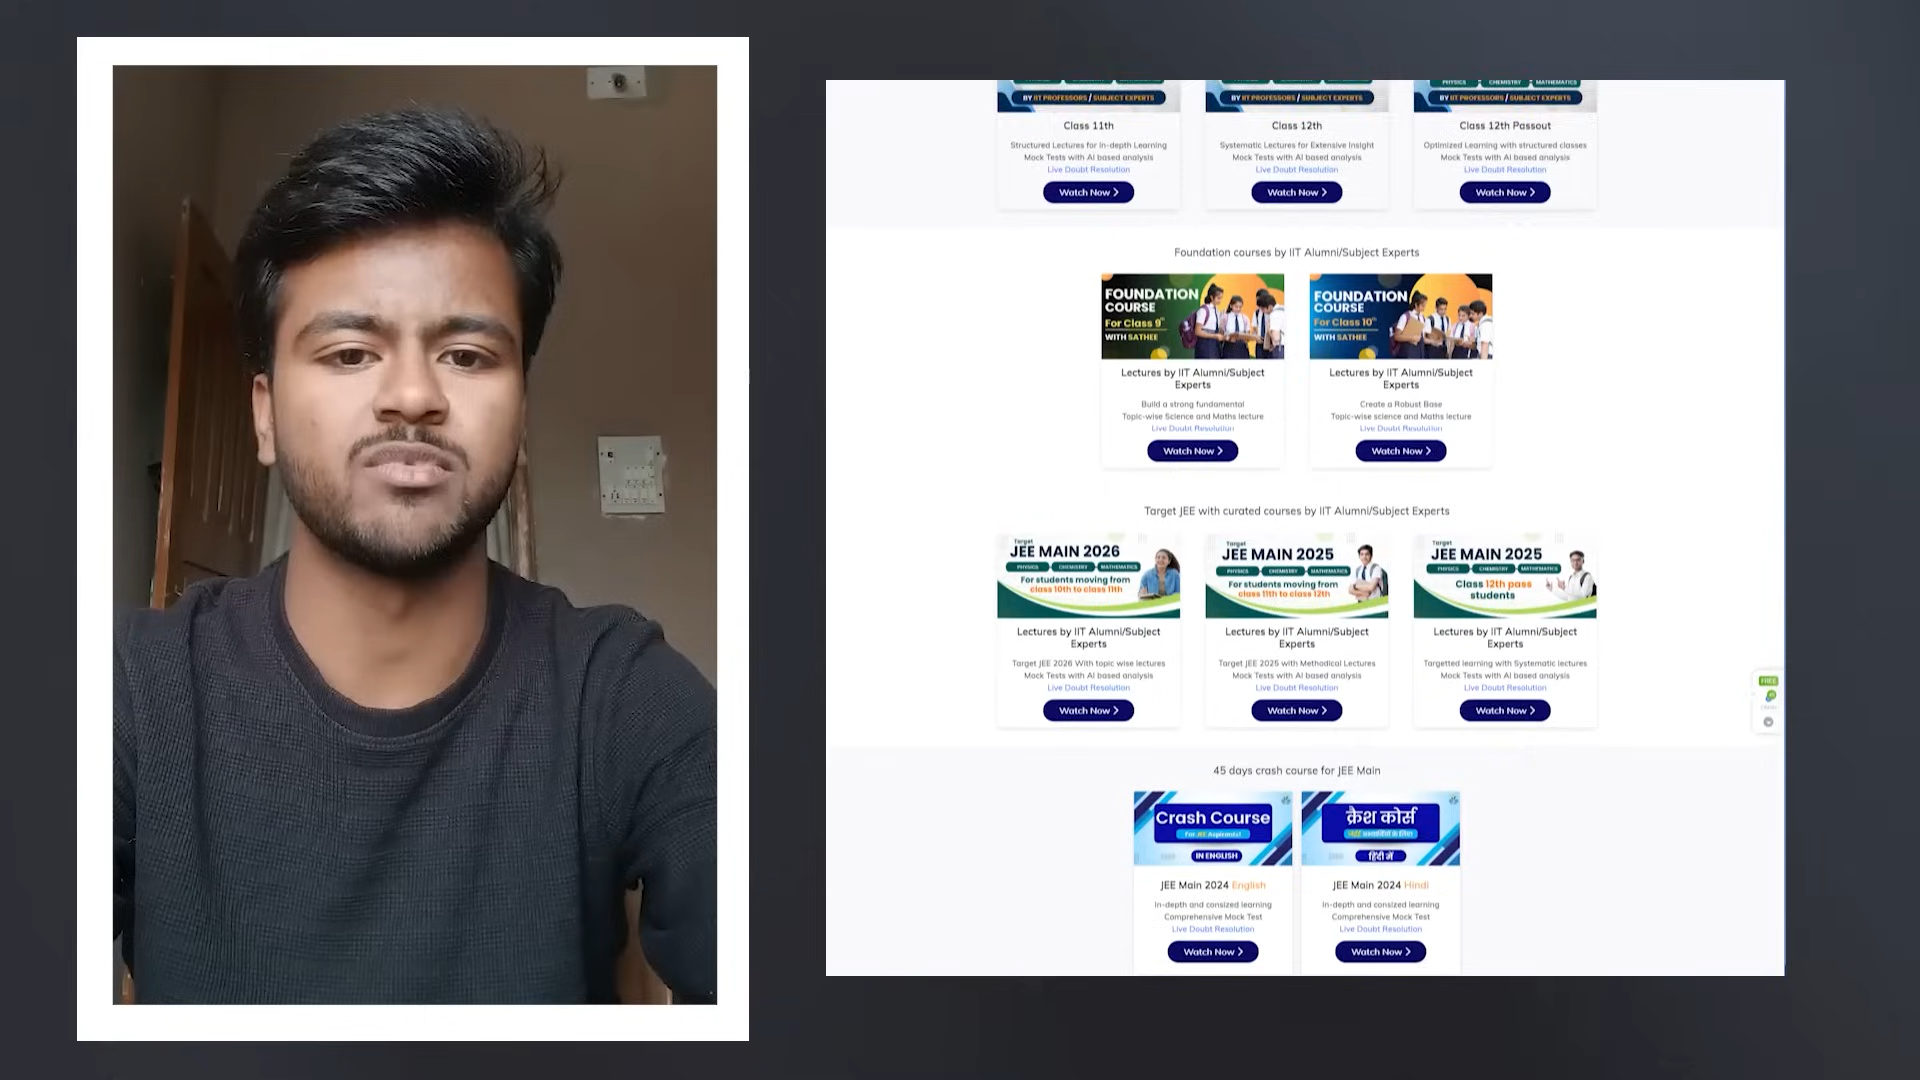 PHYSICS CHEMISTRY MATHEMATICS
BY IIT PROFESSORS / SUBJECT EXPERTS
BY IIT PROFESSORS / SUBJECT EXPERTS
BY IIT PROFESSORS / SUBJECT EXPERTS
Class 11th
Structured Lectures for In-depth Learning
Mock Tests with AI based analysis
Live Doubt Resolution
Watch Now
Class 12th
Systematic Lectures for Extensive Insight
Mock Tests with AI based analysis
Live Doubt Resolution
Watch Now
Class 12th Passout
Optimized Learning with structured classes
Mock Tests with AI based analysis
Live Doubt Resolution
Watch Now
Foundation courses by IIT Alumni/Subject Experts
FOUNDATION
COURSE
For Class 9th
WITH SATHEE
Lectures by IIT Alumni/Subject
Experts
Build a strong fundamental
Topic-wise Science and Maths lecture
Live Doubt Resolution
Watch Now
FOUNDATION
COURSE
For Class 10th
WITH SATHEE
Lectures by IIT Alumni/Subject
Experts
Create a Robust Base
Topic-wise science and Maths lecture
Live Doubt Resolution
Watch Now
Target JEE with curated courses by IIT Alumni/Subject Experts
Target
JEE MAIN 2026
PHYSICS CHEMISTRY MATHEMATICS
For students moving from
class 10th to class 11th
Lectures by IIT Alumni/Subject
Experts
Target JEE 2026 With topic wise lectures
Mock Tests with AI based analysis
Live Doubt Resolution
Watch Now
Target
JEE MAIN 2025
PHYSICS CHEMISTRY MATHEMATICS
For students moving from
class 11th to class 12th
Lectures by IIT Alumni/Subject
Experts
Target JEE 2025 with Methodical Lectures
Mock Tests with AI based analysis
Live Doubt Resolution
Watch Now
Target
JEE MAIN 2025
PHYSICS CHEMISTRY MATHEMATICS
Class 12th pass
students
Lectures by IIT Alumni/Subject
Experts
Targetted learning with Systematic lectures
Mock Tests with AI based analysis
Live Doubt Resolution
Watch Now
FREE
45 days crash course for JEE Main
Crash Course
For JEE Aspirants!
IN ENGLISH
JEE Main 2024 English
In-depth and consized learning
Comprehensive Mock Test
Live Doubt Resolution
Watch Now
क्रैश कोर्स
हिंदी में
JEE Main 2024 Hindi
In-depth and consized learning
Comprehensive Mock Test
Live Doubt Resolution
Watch Now